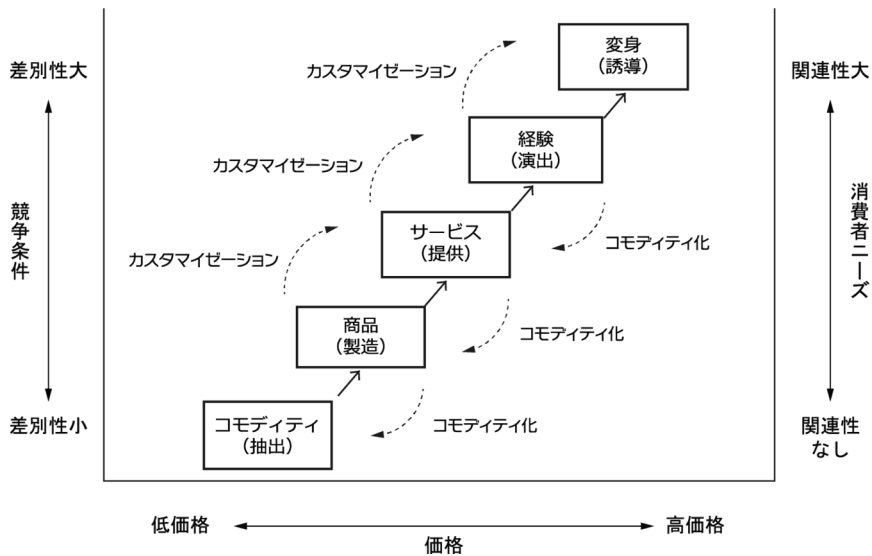 変身
(誘導)
差別性大
カスタマイゼーション
関連性大
経験
(演出)
カスタマイゼーション
競争条件
消費者ニーズ
サービス
(提供)
コモディティ化
カスタマイゼーション
商品
(製造)
コモディティ化
差別性小
コモディティ
(抽出)
コモディティ化
関連性
なし
低価格
価格
高価格